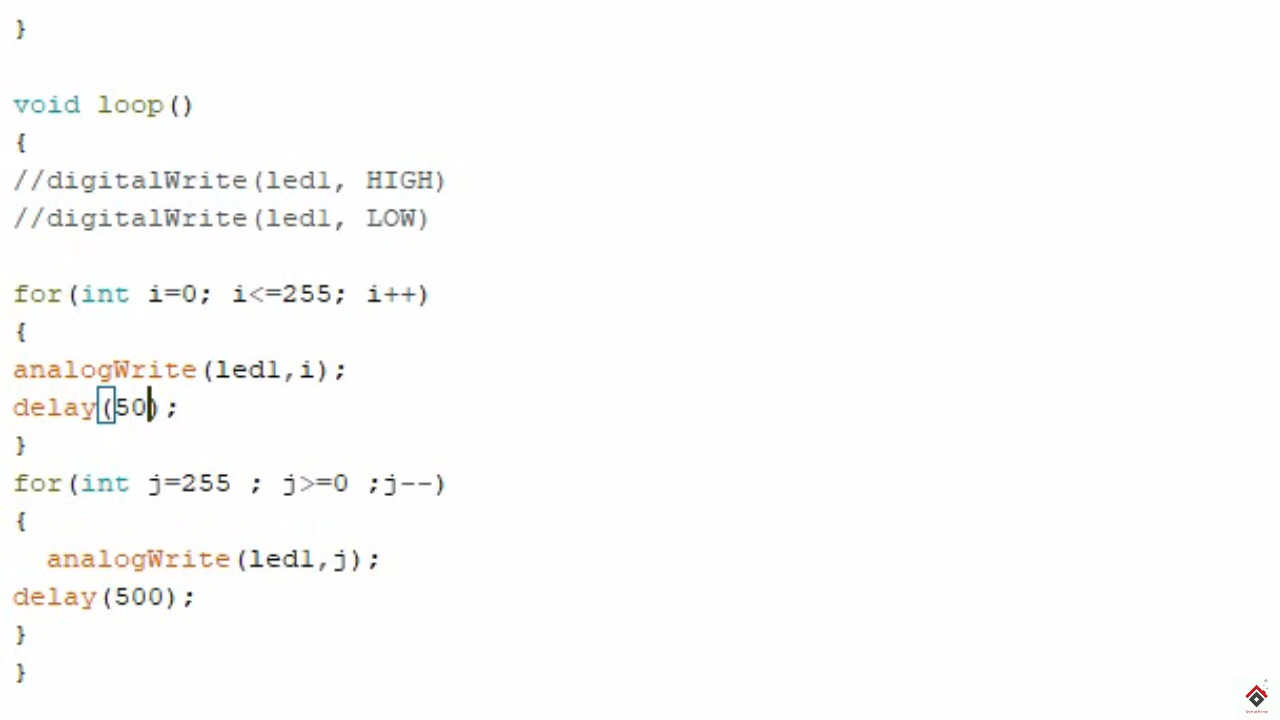 }
void loop()
{
//digitalWrite(led1, HIGH)
//digitalWrite(led1, LOW)
for(int i=0; i<=255; i++)
{
analogWrite(led1,i);
delay(50);
}
for(int j=255 ; j>=0 ;j--)
{
analogWrite(led1,j);
delay(500);
}
}